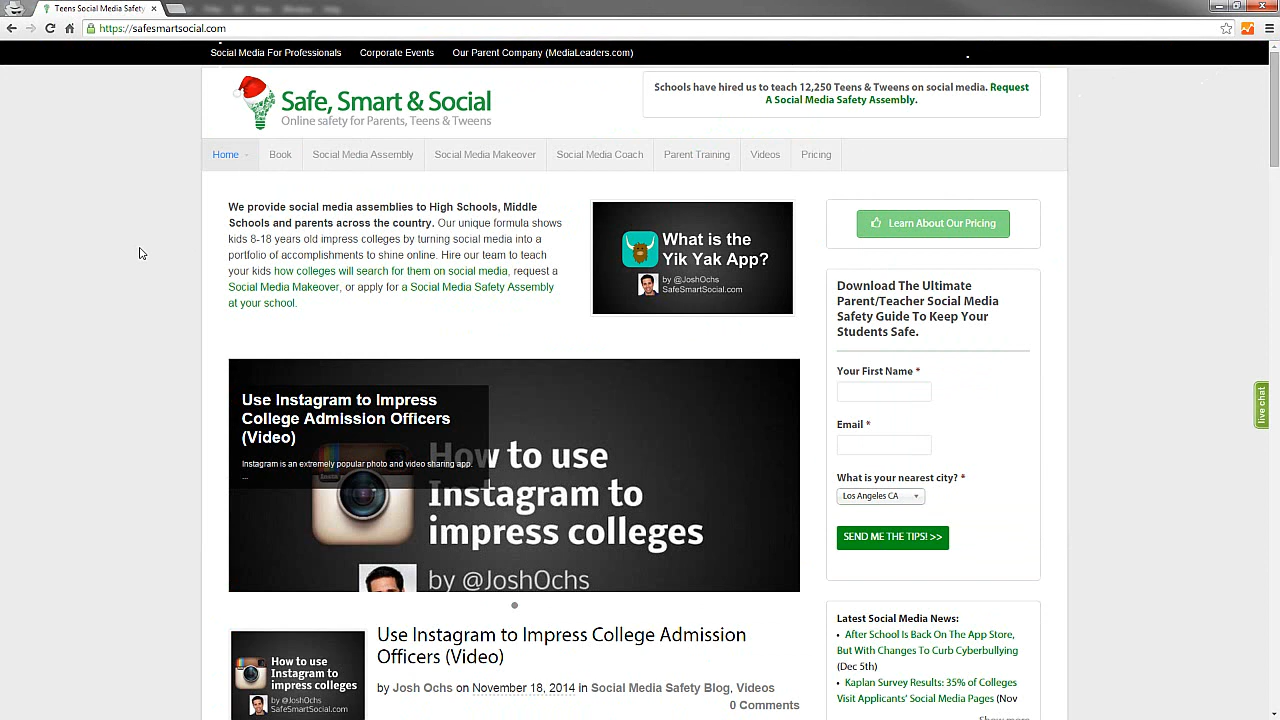 Teens Social Media Safety
https://safesmartsocial.com
Social Media For Professionals
Corporate Events
Our Parent Company (MediaLeaders.com)
Safe, Smart & Social
Online safety for Parents, Teens & Tweens
Schools have hired us to teach 12,250 Teens & Tweens on social media. Request
A Social Media Safety Assembly.
Home
Book
Social Media Assembly
Social Media Makeover
Social Media Coach
Parent Training
Videos
Pricing
We provide social media assemblies to High Schools, Middle
Schools and parents across the country. Our unique formula shows
kids 8-18 years old impress colleges by turning social media into a
portfolio of accomplishments to shine online. Hire our team to teach
your kids how colleges will search for them on social media, request a
Social Media Makeover, or apply for a Social Media Safety Assembly
at your school.
What is the
Yik Yak App?
by @JoshOchs
SafeSmartSocial.com
Learn About Our Pricing
Download The Ultimate
Parent/Teacher Social Media
Safety Guide To Keep Your
Students Safe.
Your First Name *
Email *
What is your nearest city? *
Los Angeles CA
SEND ME THE TIPS! >>
live chat
Use Instagram to Impress
College Admission Officers
(Video)
Instagram is an extremely popular photo and video sharing app.
...
How to use
Instagram to
impress colleges
by @JoshOchs
How to use
Instagram to
impress colleges
by @JoshOchs
SafeSmartSocial.com
Use Instagram to Impress College Admission
Officers (Video)
by Josh Ochs on November 18, 2014 in Social Media Safety Blog, Videos
0 Comments
Latest Social Media News:
• After School Is Back On The App Store,
But With Changes To Curb Cyberbullying
(Dec 5th)
• Kaplan Survey Results: 35% of Colleges
Visit Applicants' Social Media Pages (Nov
Show more